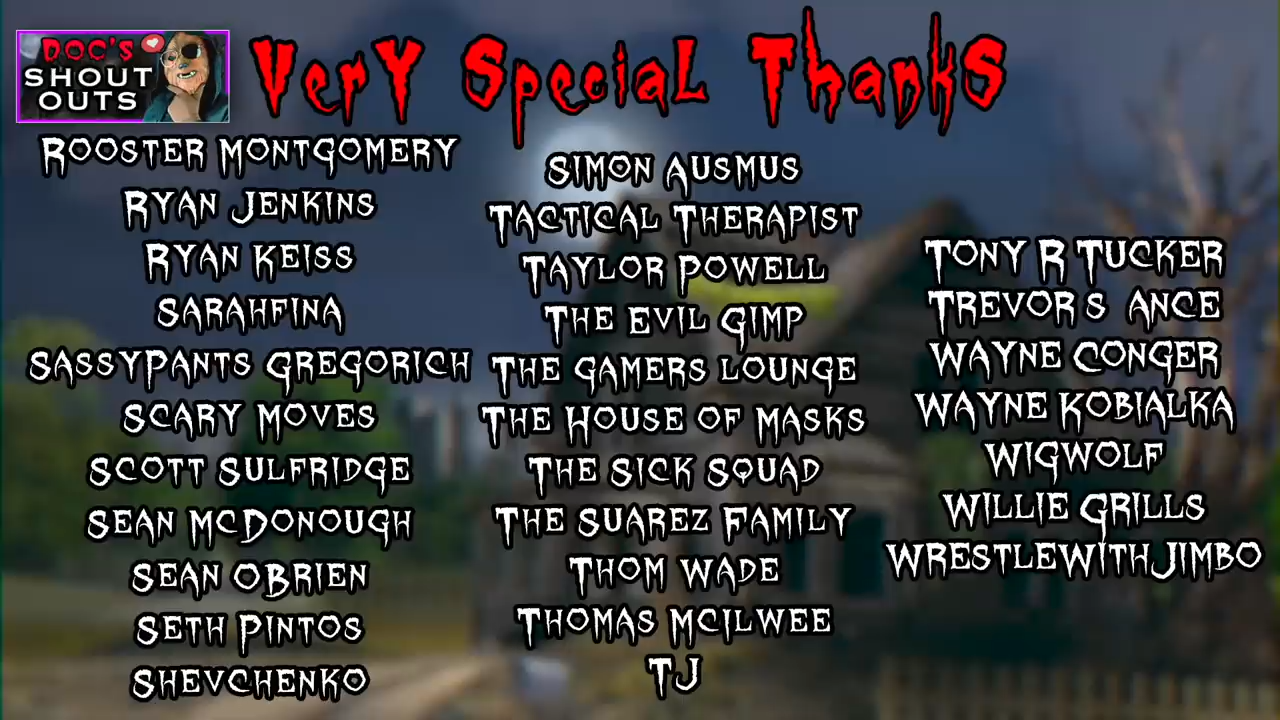 DOC'S
SHOUT
OUTS
VerY SpeciaL ThankS
Rooster Montgomery
Ryan Jenkins
Ryan Keiss
Sarahfina
SassyPants Gregorich
Scary Moves
Scott Sulfridge
Sean McDonough
Sean OBrien
Seth Pintos
Shevchenko
Simon Ausmus
Tactical Therapist
Taylor Powell
The Evil Gimp
The Gamers Lounge
The House of Masks
The Sick Squad
The Suarez Family
Thom Wade
Thomas McIlwee
TJ
Tony R Tucker
Trevor s ance
Wayne Conger
Wayne Kobialka
Wigwolf
Willie Grills
WrestleWithJimbo